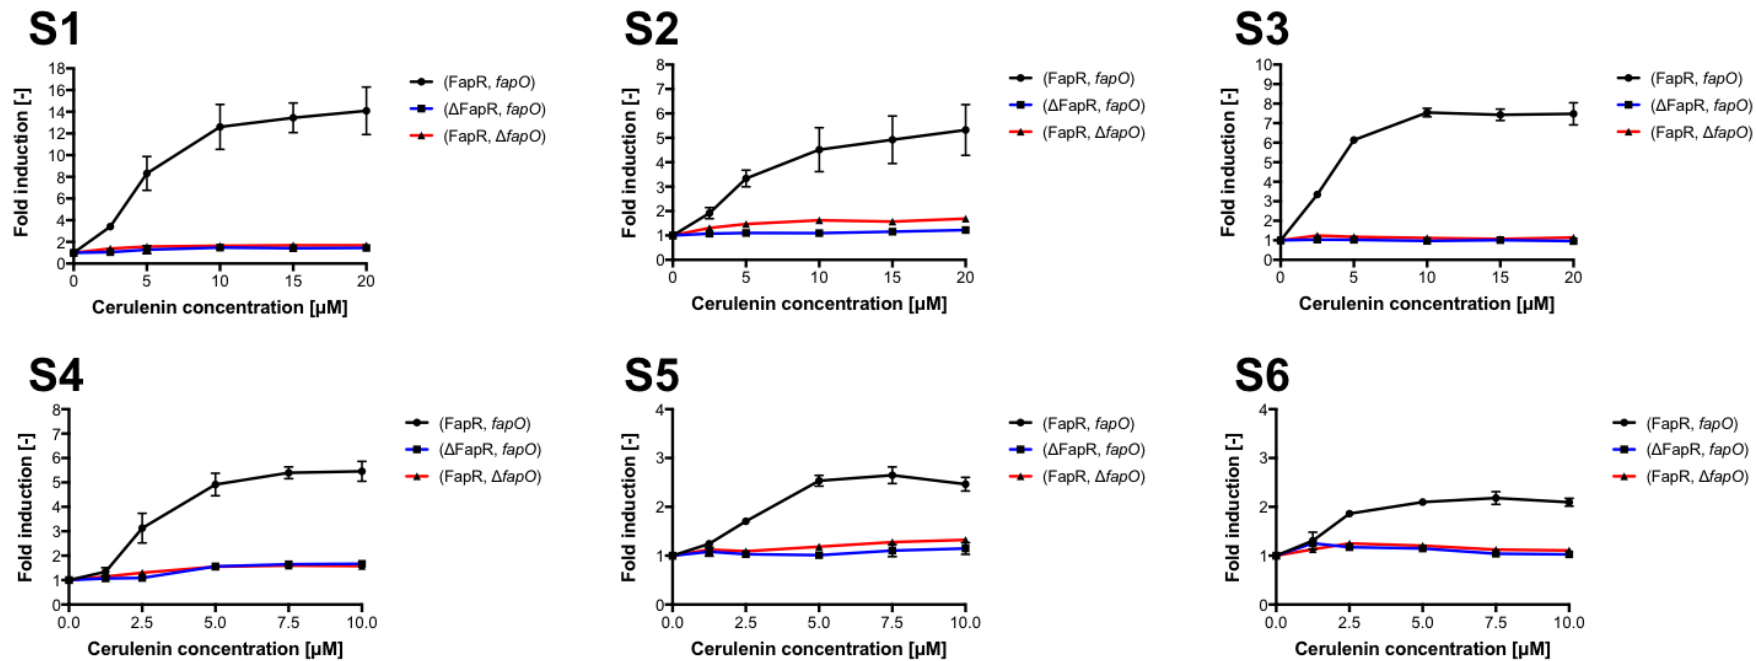 S1
18
16
14
12
10
8
6
4
2
0
Fold induction [-]
0 5 10 15 20
Cerulenin concentration [µM]
(FapR, fapO)
(ΔFapR, fapO)
(FapR, ΔfapO)
S2
8
7
6
5
4
3
2
1
0
Fold induction [-]
0 5 10 15 20
Cerulenin concentration [µM]
(FapR, fapO)
(ΔFapR, fapO)
(FapR, ΔfapO)
S3
10
9
8
7
6
5
4
3
2
1
0
Fold induction [-]
0 5 10 15 20
Cerulenin concentration [µM]
(FapR, fapO)
(ΔFapR, fapO)
(FapR, ΔfapO)
S4
8
7
6
5
4
3
2
1
0
Fold induction [-]
0.0 2.5 5.0 7.5 10.0
Cerulenin concentration [µM]
(FapR, fapO)
(ΔFapR, fapO)
(FapR, ΔfapO)
S5
4
3
2
1
0
Fold induction [-]
0.0 2.5 5.0 7.5 10.0
Cerulenin concentration [µM]
(FapR, fapO)
(ΔFapR, fapO)
(FapR, ΔfapO)
S6
4
3
2
1
0
Fold induction [-]
0.0 2.5 5.0 7.5 10.0
Cerulenin concentration [µM]
(FapR, fapO)
(ΔFapR, fapO)
(FapR, ΔfapO)